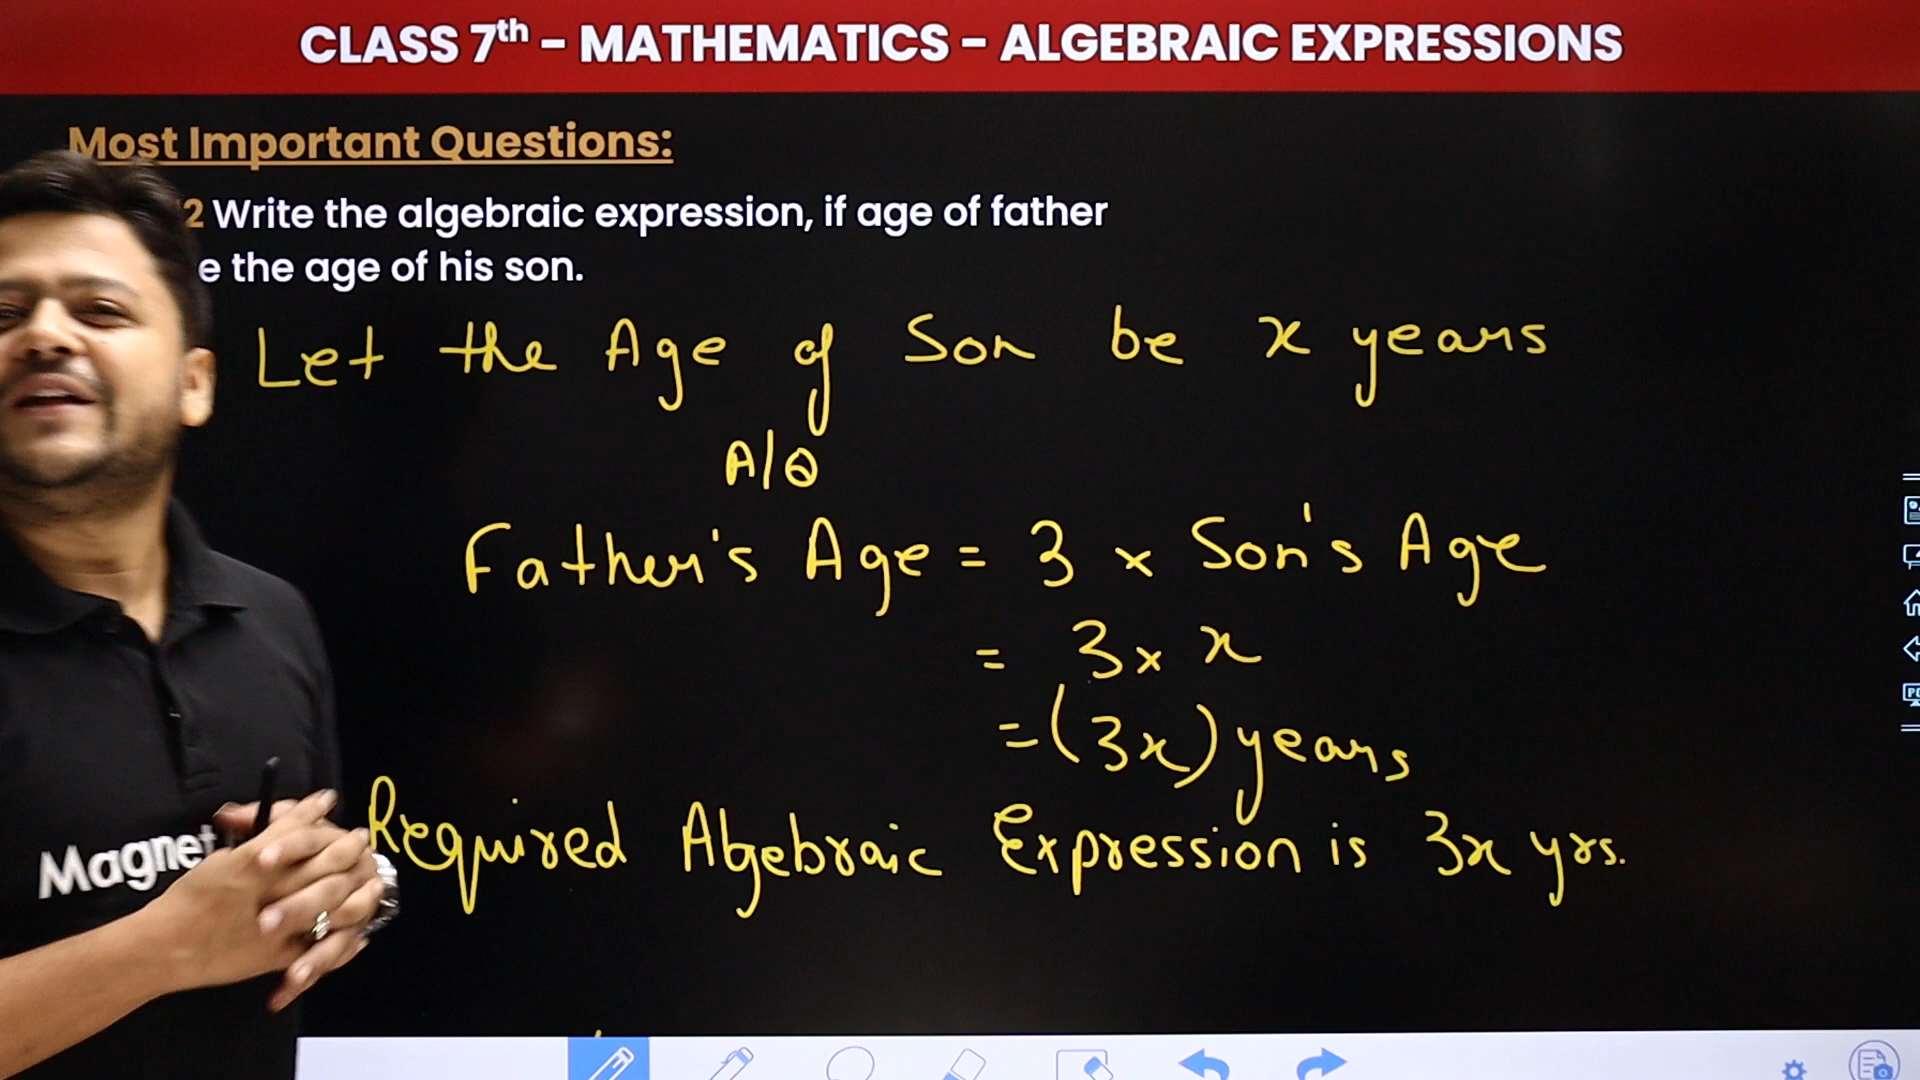 CLASS 7th – MATHEMATICS – ALGEBRAIC EXPRESSIONS
Most Important Questions:
2 Write the algebraic expression, if age of father
e the age of his son.
Let the Age of Son be x years
A/Q
Father's Age = 3 × Son's Age
= 3 × x
= (3x) years
Required Algebraic Expression is 3x yrs.
Magnet